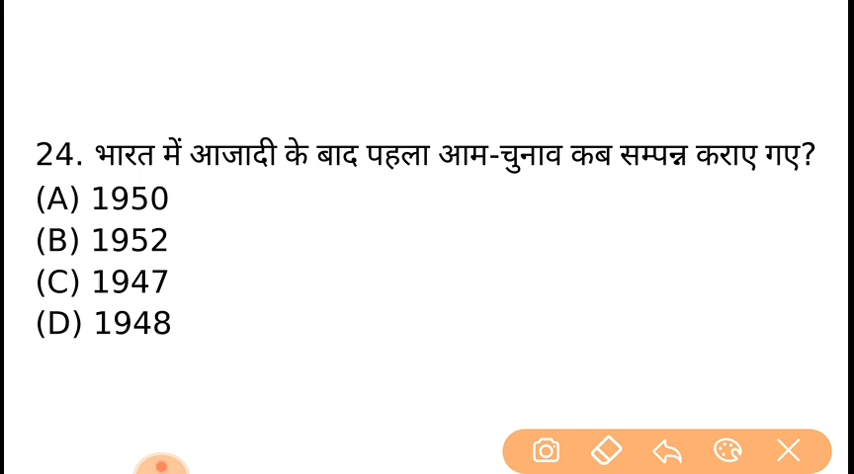 24. भारत में आजादी के बाद पहला आम-चुनाव कब सम्पन्न कराए गए?
(A) 1950
(B) 1952
(C) 1947
(D) 1948